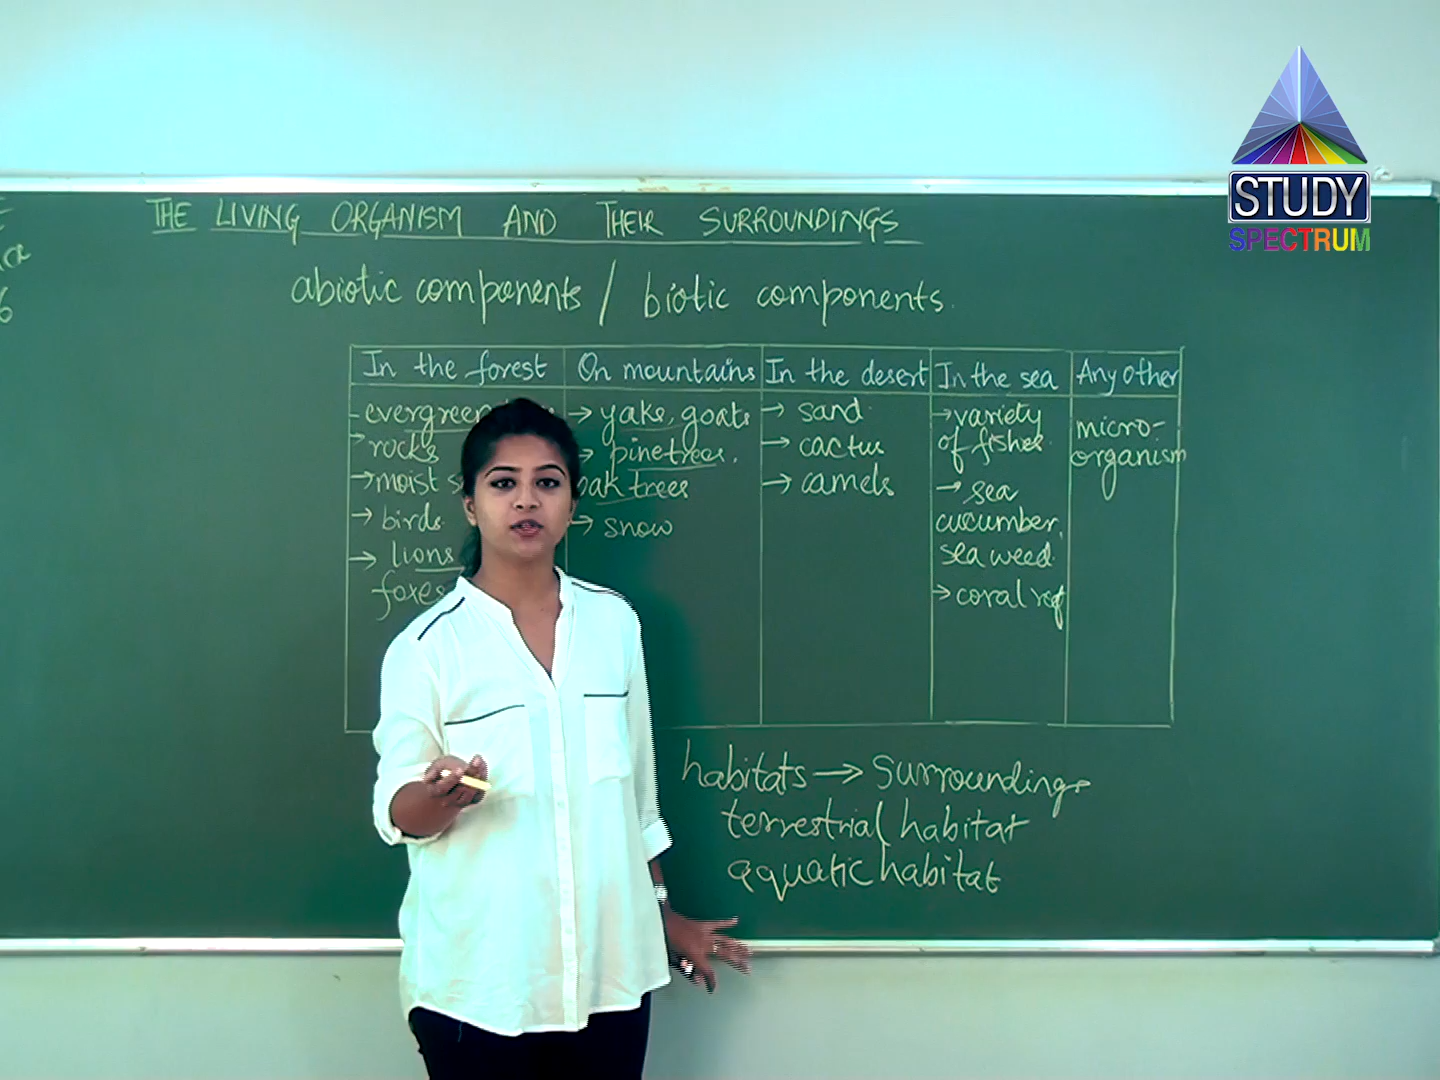 STUDY
SPECTRUM
6
THE LIVING ORGANISM AND THEIR SURROUNDINGS
abiotic components / biotic components.
In the forest
evergreen
→ rocks
→ moist
→ birds
→ lions
foxes
On mountains
→ yaks, goats
→ pinetrees,
oak trees
→ snow
In the desert
→ sand
→ cactus
→ camels
In the sea
→ variety
of fishes
→ sea
cucumber,
sea weed
→ coral reef
Any other
micro-
organism
habitats → surroundings
terrestrial habitat
aquatic habitat